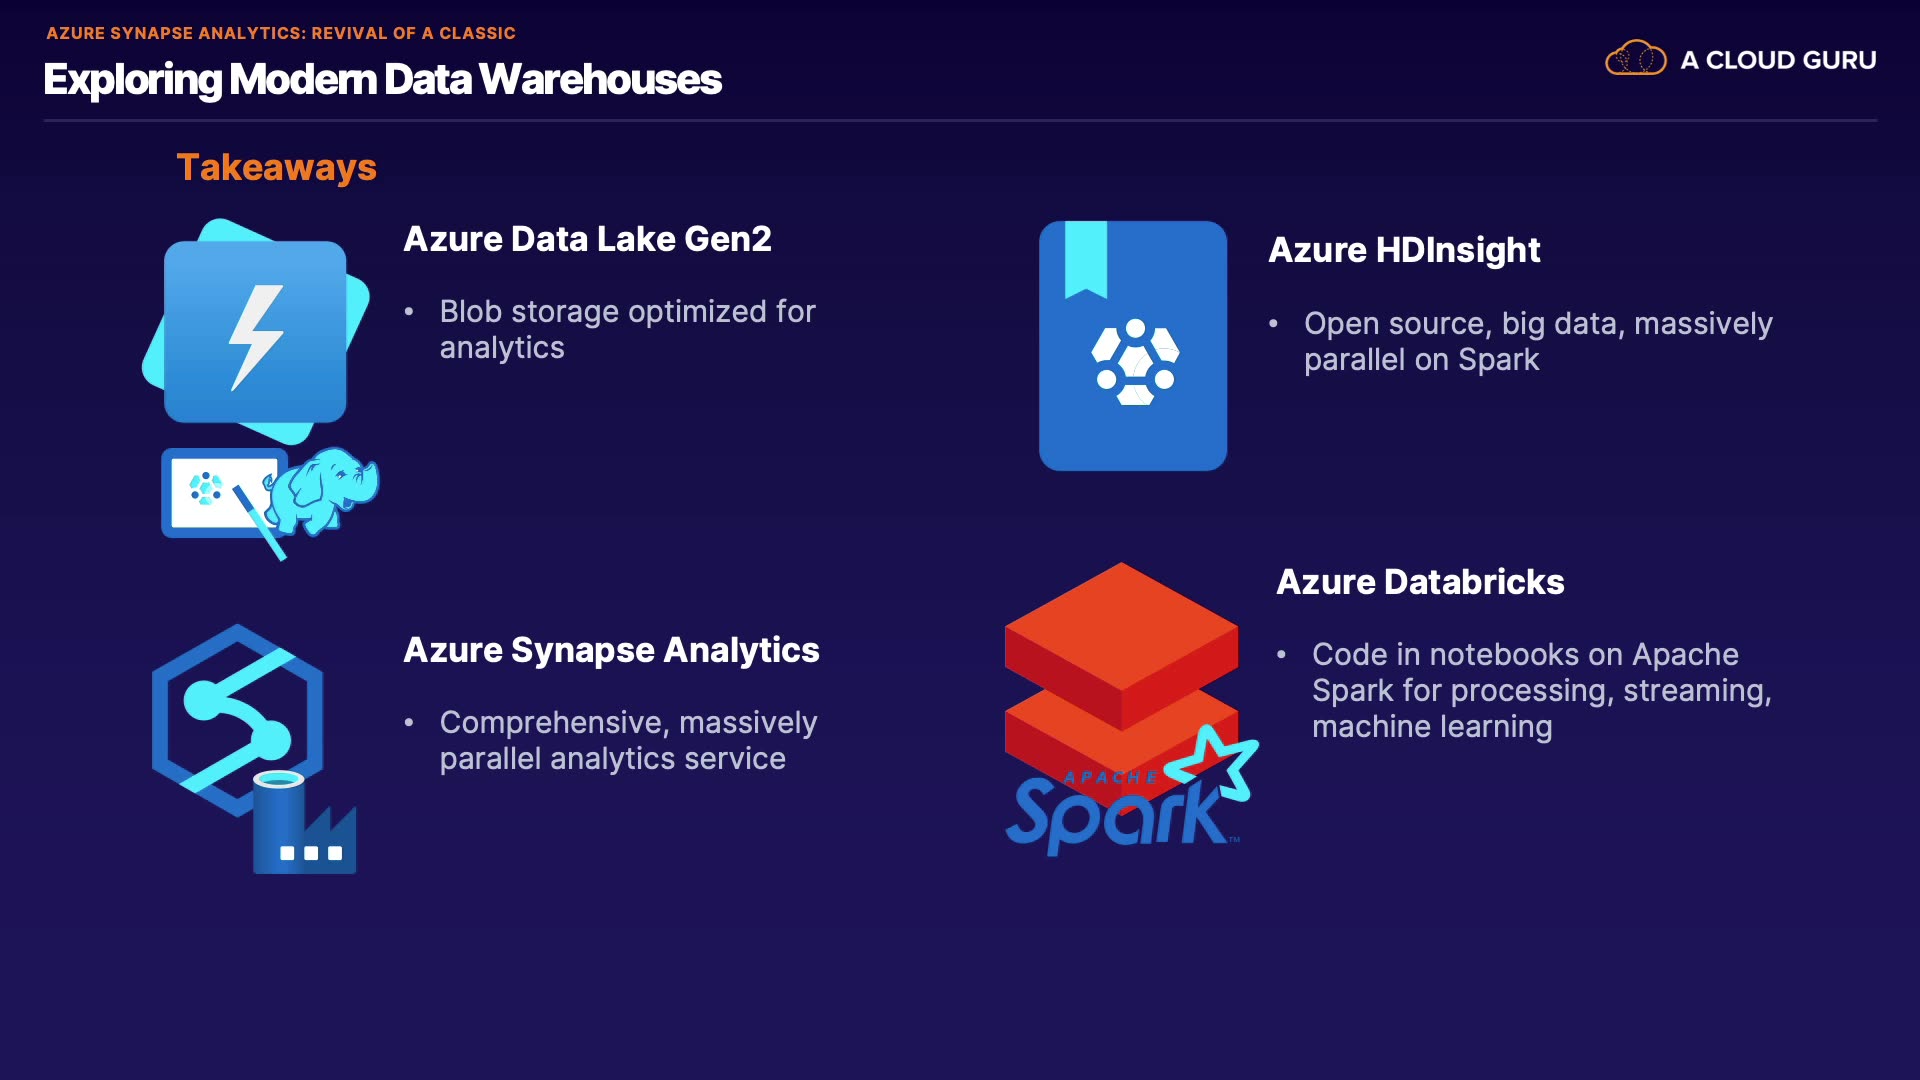 AZURE SYNAPSE ANALYTICS: REVIVAL OF A CLASSIC
Exploring Modern Data Warehouses
A CLOUD GURU
Takeaways
Azure Data Lake Gen2
• Blob storage optimized for
analytics
Azure HDInsight
• Open source, big data, massively
parallel on Spark
Azure Synapse Analytics
• Comprehensive, massively
parallel analytics service
Azure Databricks
• Code in notebooks on Apache
Spark for processing, streaming,
machine learning
APACHE
Spark™